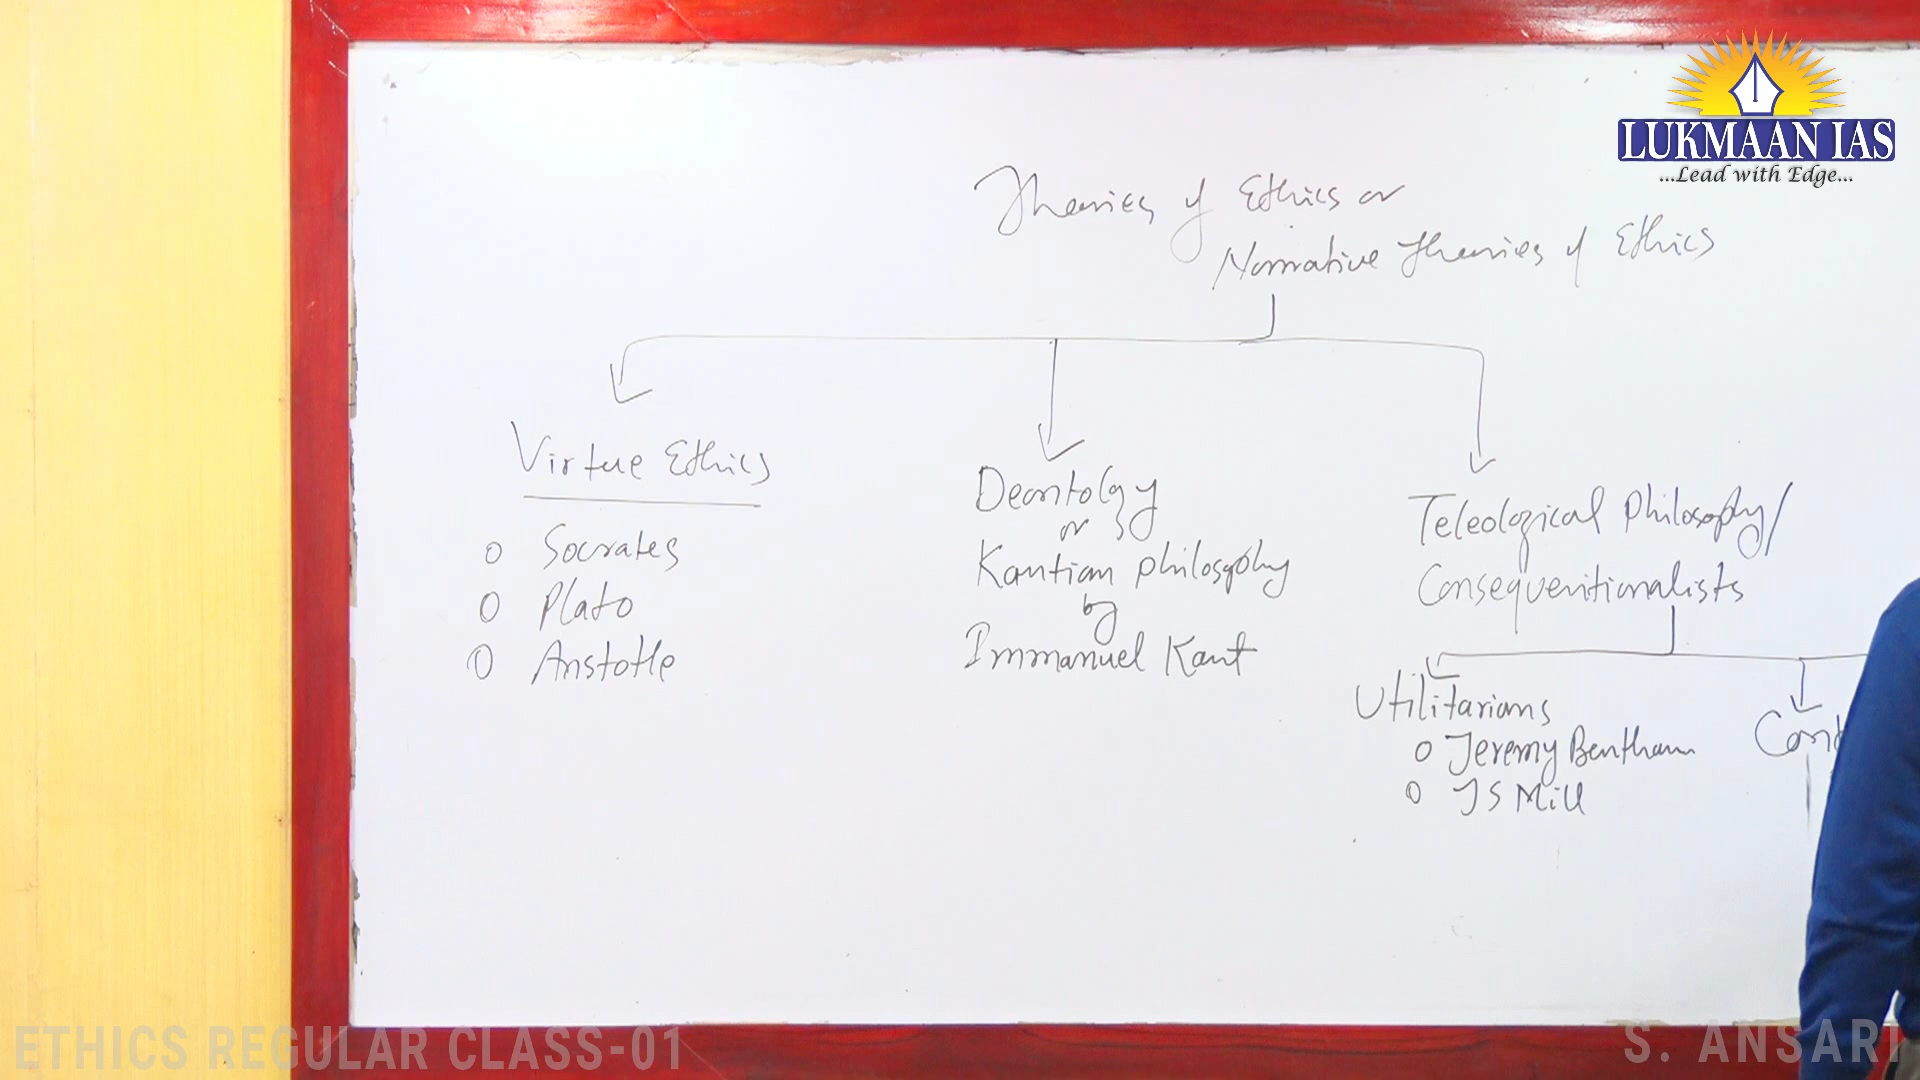 LUKMAAN IAS
...Lead with Edge...
Theories of Ethics or
Normative Theories of Ethics
Virtue Ethics
Socrates
Plato
Aristotle
Deontology
or
Kantian Philosophy
by
Immanuel Kant
Teleological Philosophy/
Consequentionalists
Utilitarians
Jeremy Bentham
JS Mill
ETHICS REGULAR CLASS-01
S. ANSARI